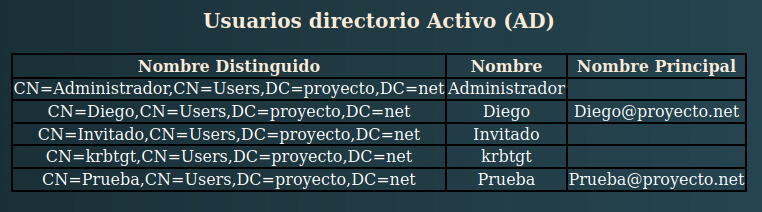 Usuarios directorio Activo (AD)
Nombre Distinguido Nombre Nombre Principal
CN=Administrador,CN=Users,DC=proyecto,DC=net Administrador
CN=Diego,CN=Users,DC=proyecto,DC=net Diego Diego@proyecto.net
CN=Invitado,CN=Users,DC=proyecto,DC=net Invitado
CN=krbtgt,CN=Users,DC=proyecto,DC=net krbtgt
CN=Prueba,CN=Users,DC=proyecto,DC=net Prueba Prueba@proyecto.net